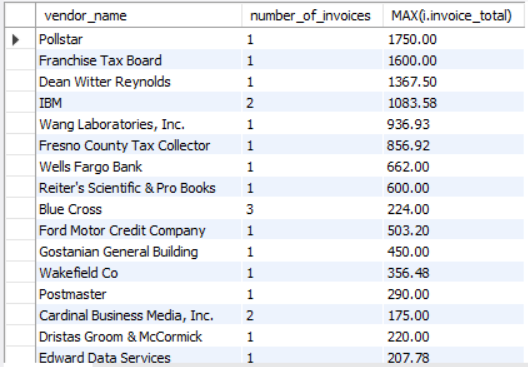 vendor_name number_of_invoices MAX(i.invoice_total)
Pollstar 1 1750.00
Franchise Tax Board 1 1600.00
Dean Witter Reynolds 1 1367.50
IBM 2 1083.58
Wang Laboratories, Inc. 1 936.93
Fresno County Tax Collector 1 856.92
Wells Fargo Bank 1 662.00
Reiter's Scientific & Pro Books 1 600.00
Blue Cross 3 224.00
Ford Motor Credit Company 1 503.20
Gostanian General Building 1 450.00
Wakefield Co 1 356.48
Postmaster 1 290.00
Cardinal Business Media, Inc. 2 175.00
Dristas Groom & McCormick 1 220.00
Edward Data Services 1 207.78